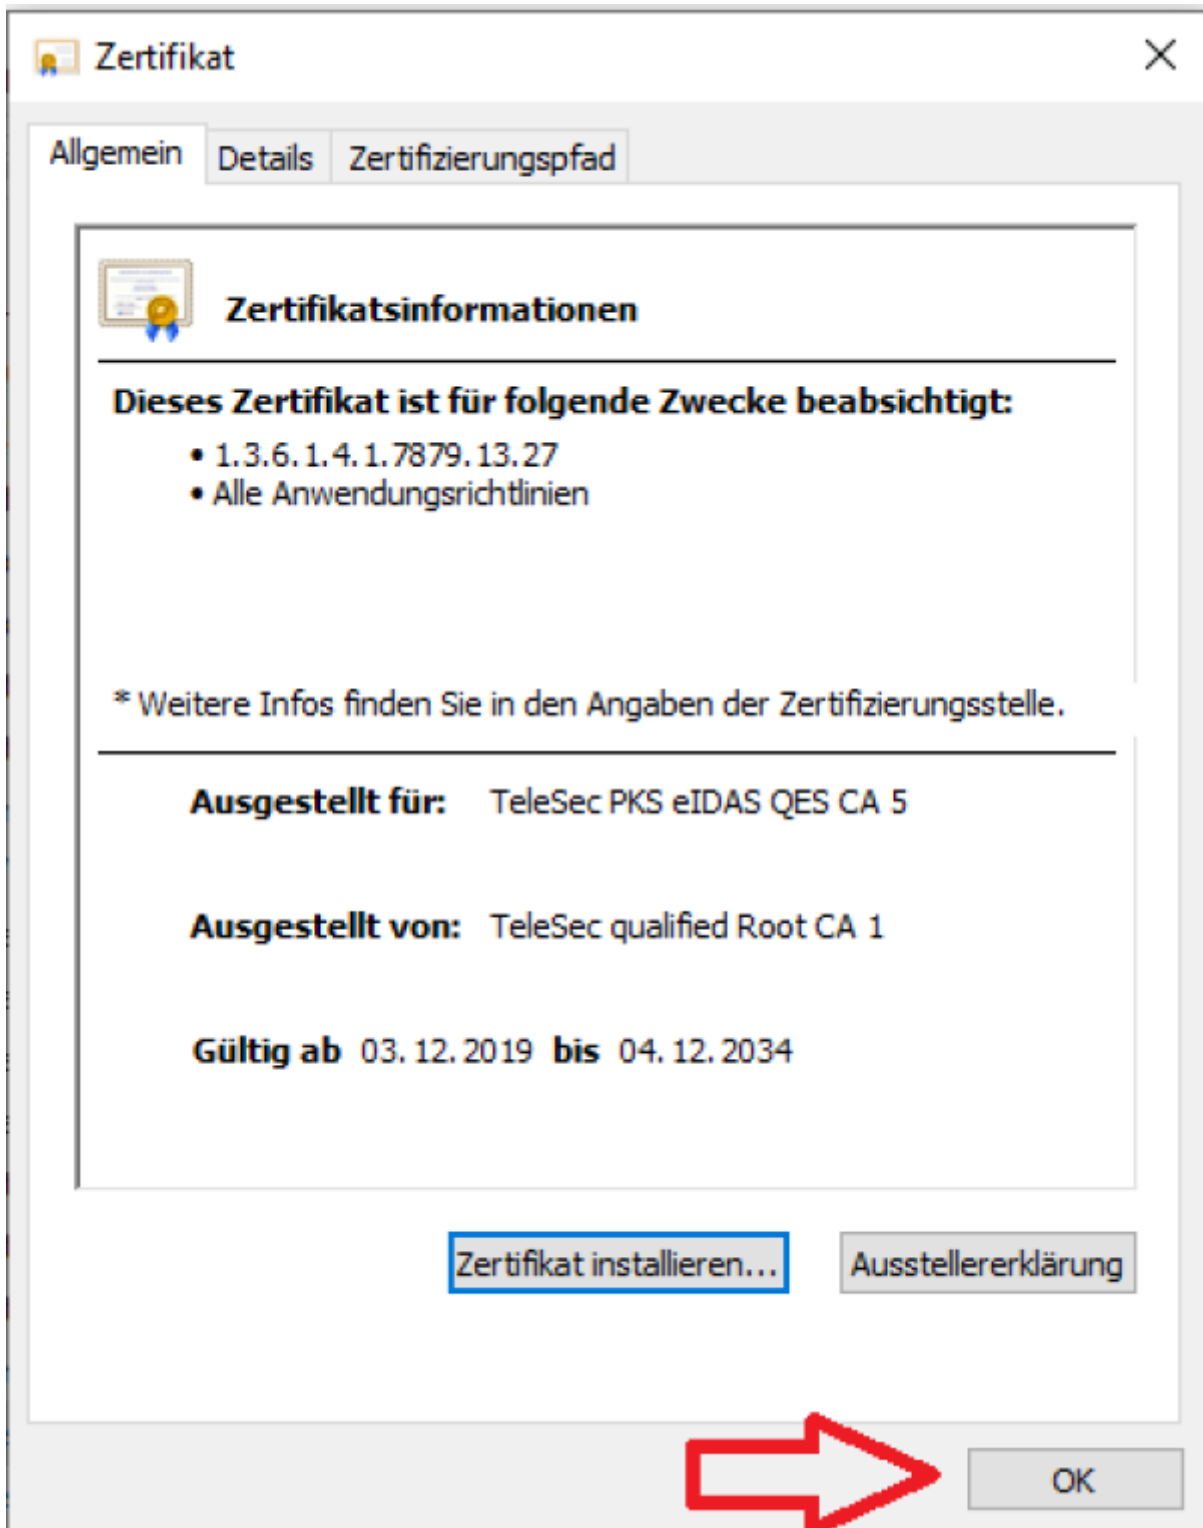 Zertifikat
Allgemein Details Zertifizierungspfad
Zertifikatsinformationen
Dieses Zertifikat ist für folgende Zwecke beabsichtigt:
• 1.3.6.1.4.1.7879.13.27
• Alle Anwendungsrichtlinien
* Weitere Infos finden Sie in den Angaben der Zertifizierungsstelle.
Ausgestellt für: TeleSec PKS eIDAS QES CA 5
Ausgestellt von: TeleSec qualified Root CA 1
Gültig ab 03.12.2019 bis 04.12.2034
Zertifikat installieren... Ausstellererklärung
OK